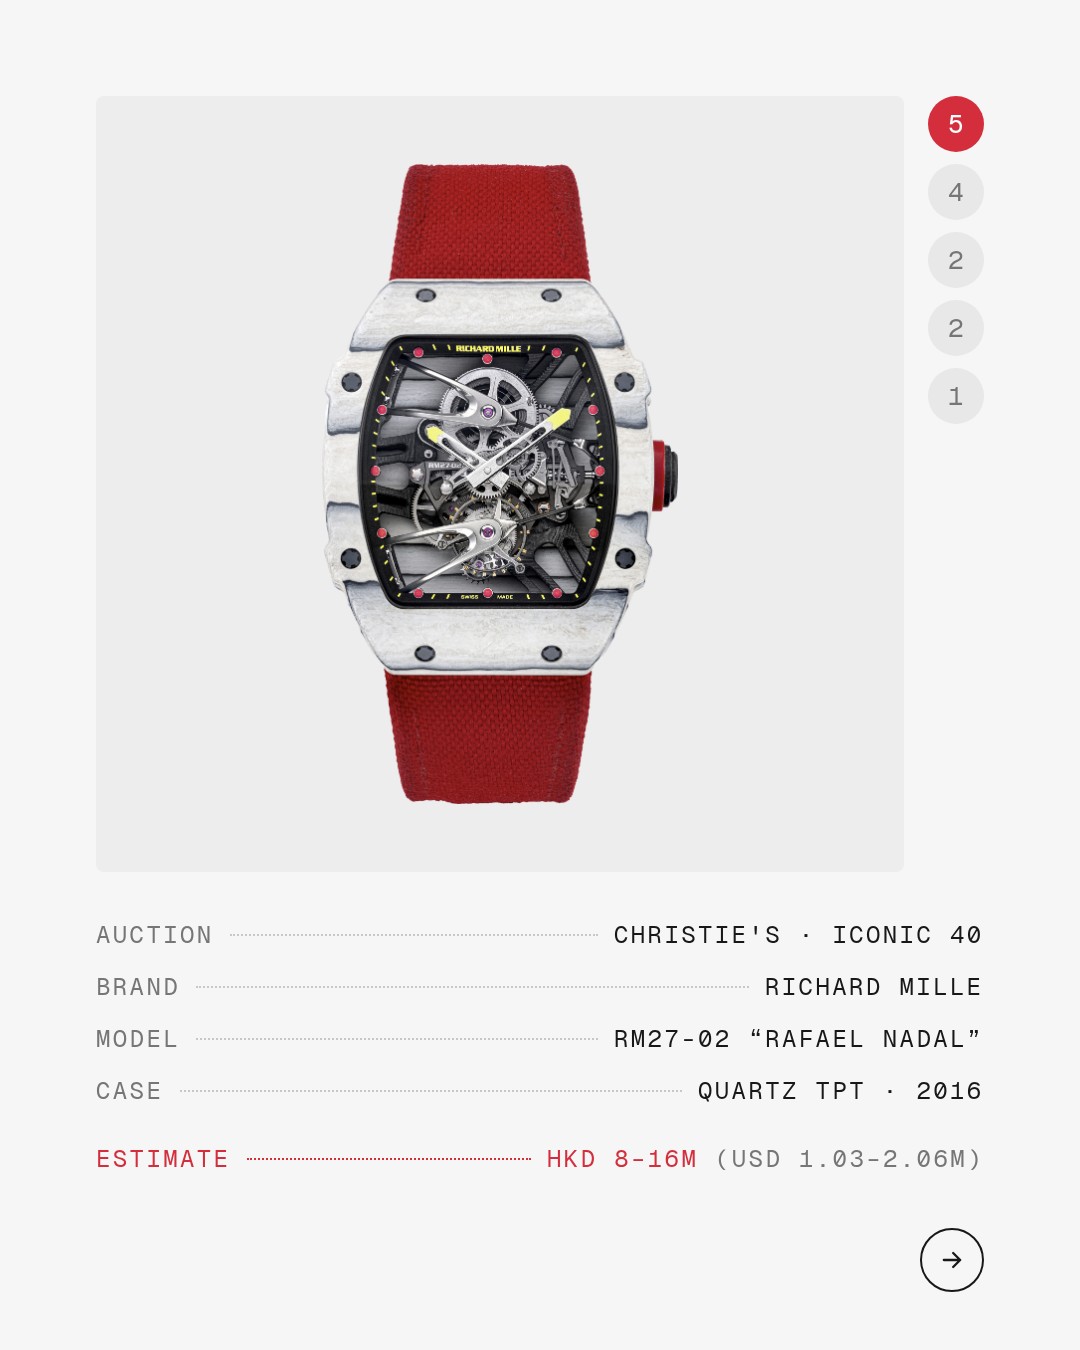 5
4
2
2
1
RICHARD MILLE
RM27-02
SWISS MADE
AUCTION CHRISTIE'S · ICONIC 40
BRAND RICHARD MILLE
MODEL RM27-02 “RAFAEL NADAL”
CASE QUARTZ TPT · 2016
ESTIMATE HKD 8–16M (USD 1.03–2.06M)